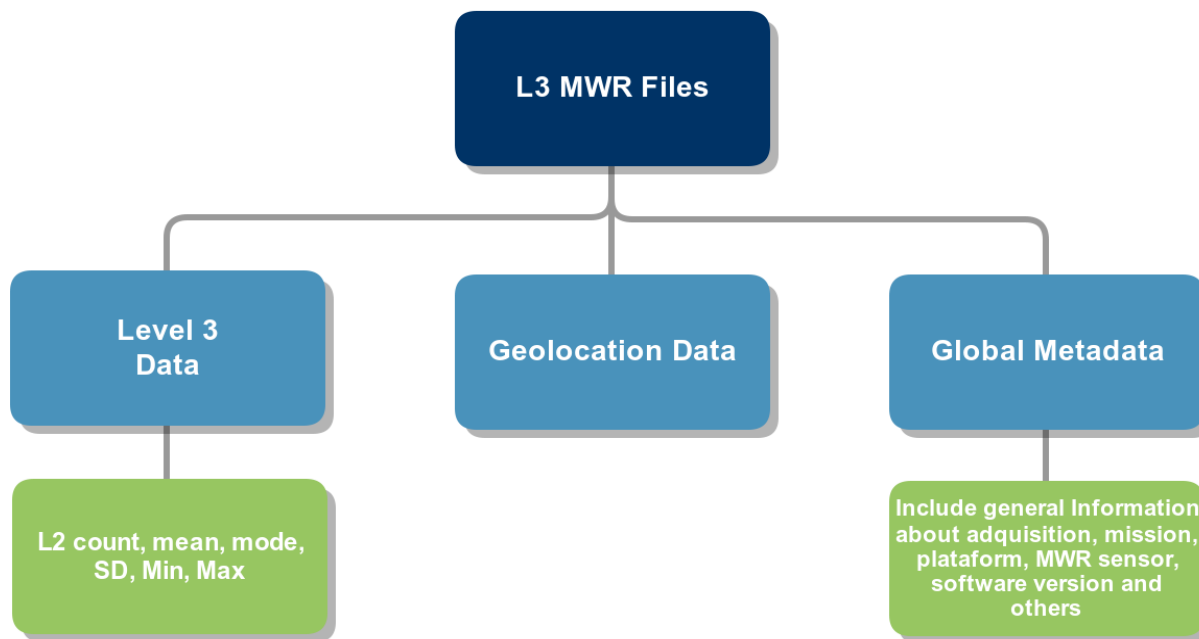 L3 MWR Files
Level 3
Data
Geolocation Data
Global Metadata
L2 count, mean, mode,
SD, Min, Max
Include general Information
about adquisition, mission,
plataform, MWR sensor,
software version and
others